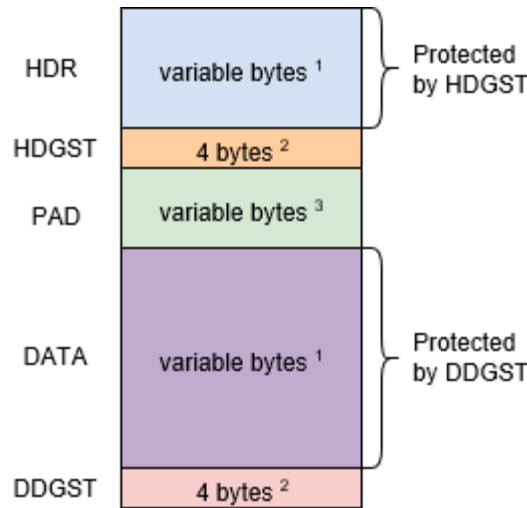 HDR
variable bytes ¹
Protected
by HDGST
HDGST
4 bytes ²
PAD
variable bytes ³
DATA
variable bytes ¹
Protected
by DDGST
DDGST
4 bytes ²